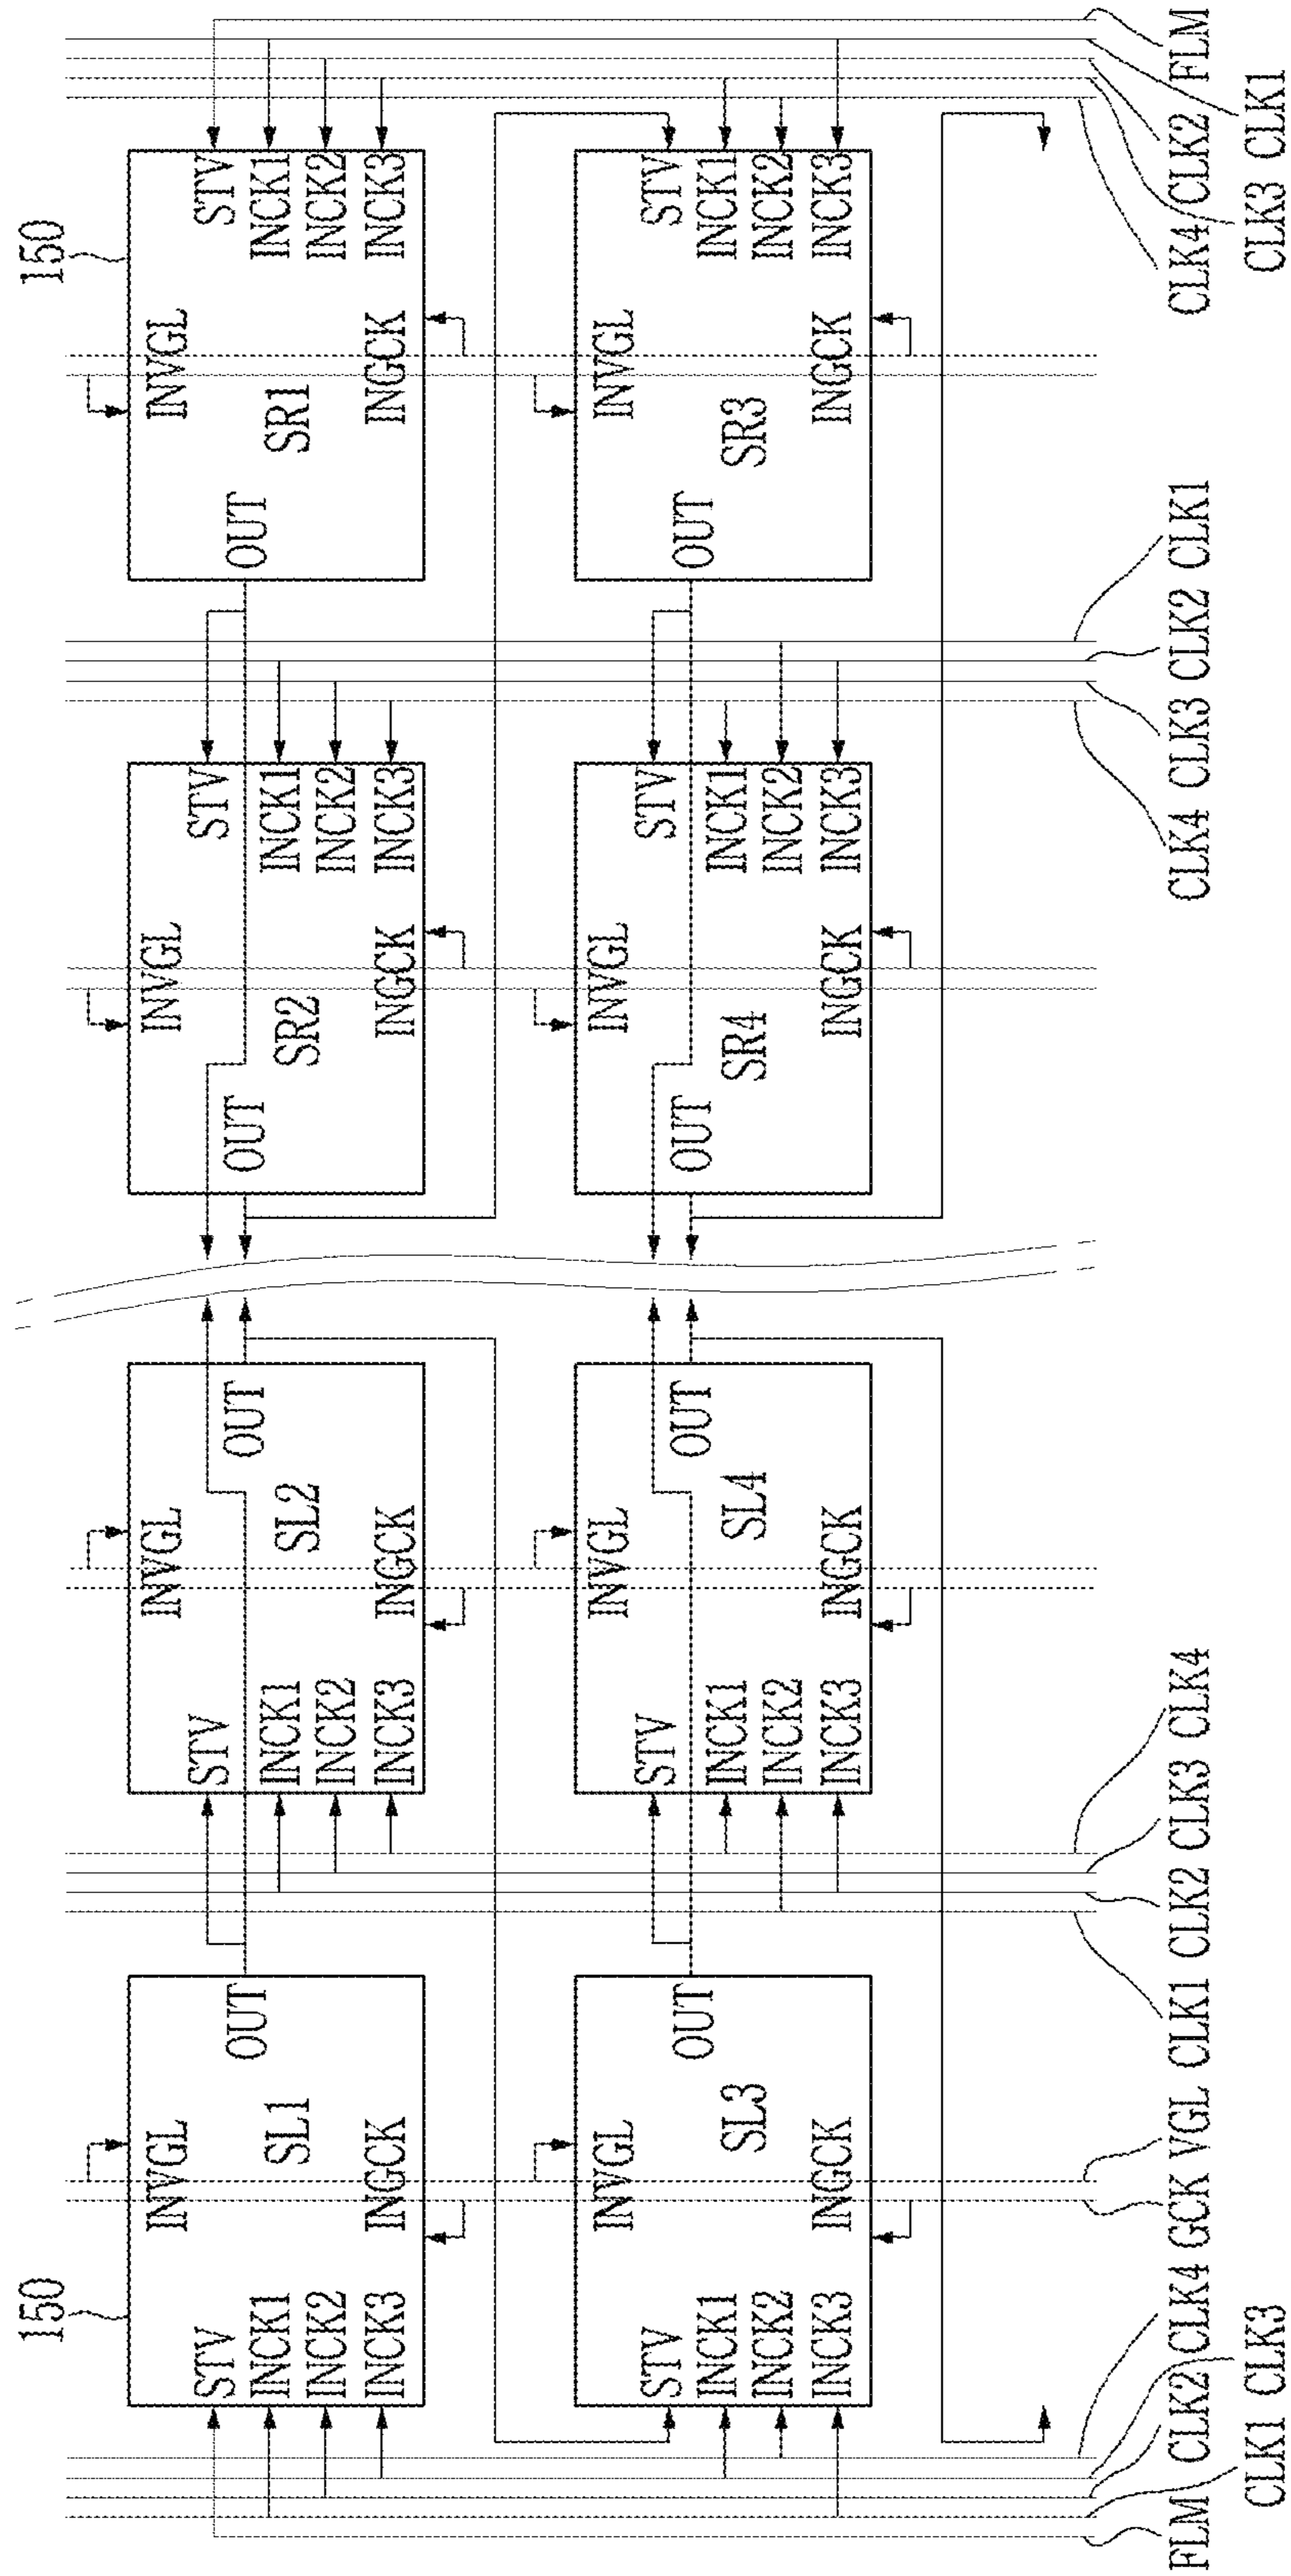 150
STV
INCK1
INCK2
INCK3
INVGL
SL1
INGCK
OUT
STV
INCK1
INCK2
INCK3
INVGL
SL2
INGCK
OUT
OUT
INVGL
SR2
INGCK
STV
INCK1
INCK2
INCK3
150
OUT
INVGL
SR1
INGCK
STV
INCK1
INCK2
INCK3
STV
INCK1
INCK2
INCK3
INVGL
SL3
INGCK
OUT
STV
INCK1
INCK2
INCK3
INVGL
SL4
INGCK
OUT
OUT
INVGL
SR4
INGCK
STV
INCK1
INCK2
INCK3
OUT
INVGL
SR3
INGCK
STV
INCK1
INCK2
INCK3
FLM CLK2 CLK4 GCK VGL CLK1 CLK2 CLK3 CLK4
CLK4 CLK3 CLK2 CLK1
CLK4 CLK2 FLM
CLK1 CLK3
CLK3 CLK1